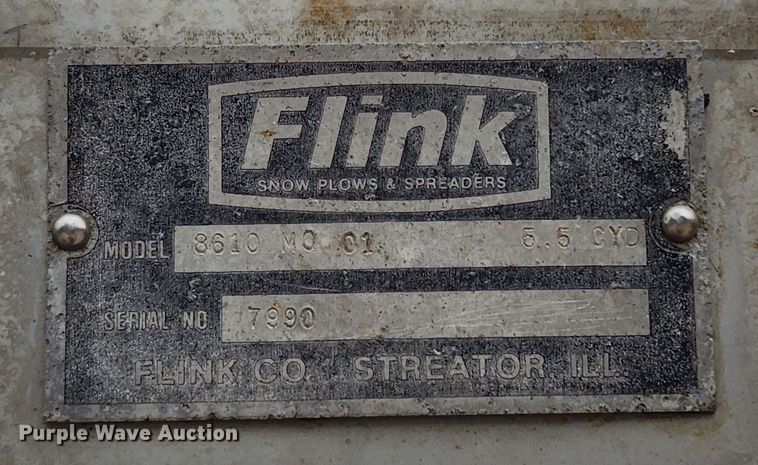 Flink
SNOW PLOWS & SPREADERS
MODEL 8610 MO 01 5.5 CYD
SERIAL NO 7990
FLINK CO. STREATOR, ILL.
Purple Wave Auction